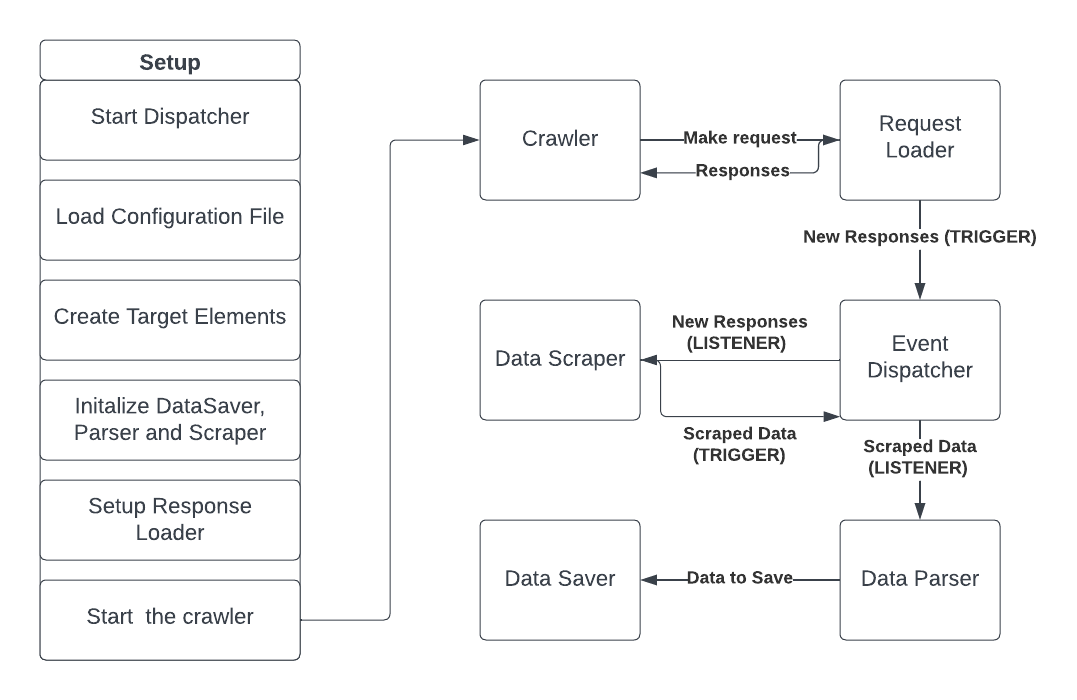 Setup
Start Dispatcher
Load Configuration File
Create Target Elements
Initalize DataSaver,
Parser and Scraper
Setup Response
Loader
Start  the crawler
Crawler
Make request
Responses
Request
Loader
New Responses (TRIGGER)
Data Scraper
New Responses
(LISTENER)
Event
Dispatcher
Scraped Data
(TRIGGER)
Scraped Data
(LISTENER)
Data Saver
Data to Save
Data Parser